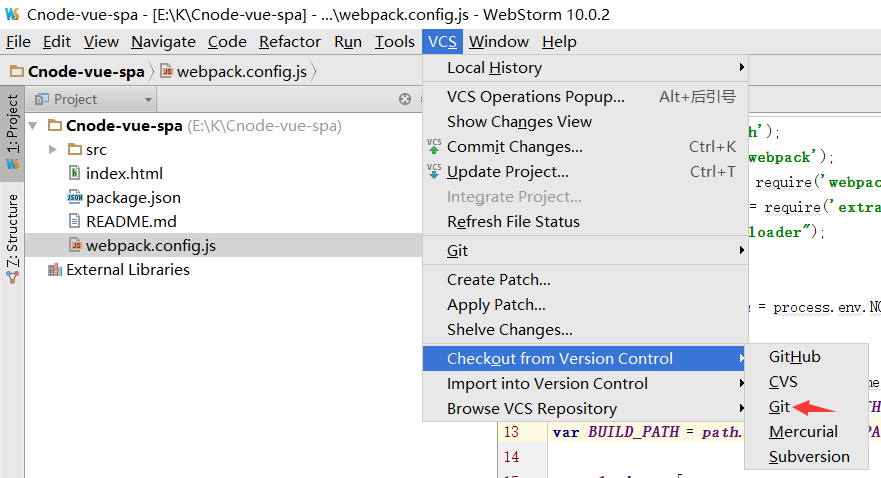 Cnode-vue-spa - [E:\K\Cnode-vue-spa] - ...\webpack.config.js - WebStorm 10.0.2
File Edit View Navigate Code Refactor Run Tools VCS Window Help
Cnode-vue-spa webpack.config.js
Project
1: Project
7: Structure
Cnode-vue-spa (E:\K\Cnode-vue-spa)
src
index.html
package.json
README.md
webpack.config.js
External Libraries
Local History
VCS Operations Popup... Alt+后引号
Show Changes View
Commit Changes... Ctrl+K
Update Project... Ctrl+T
Integrate Project...
Refresh File Status
Git
Create Patch...
Apply Patch...
Shelve Changes...
Checkout from Version Control
Import into Version Control
Browse VCS Repository
GitHub
CVS
Git
Mercurial
Subversion
');
webpack');
require('webpac
= require('extra
loader");
= process.env.NO
13 var BUILD_PATH = path.
14